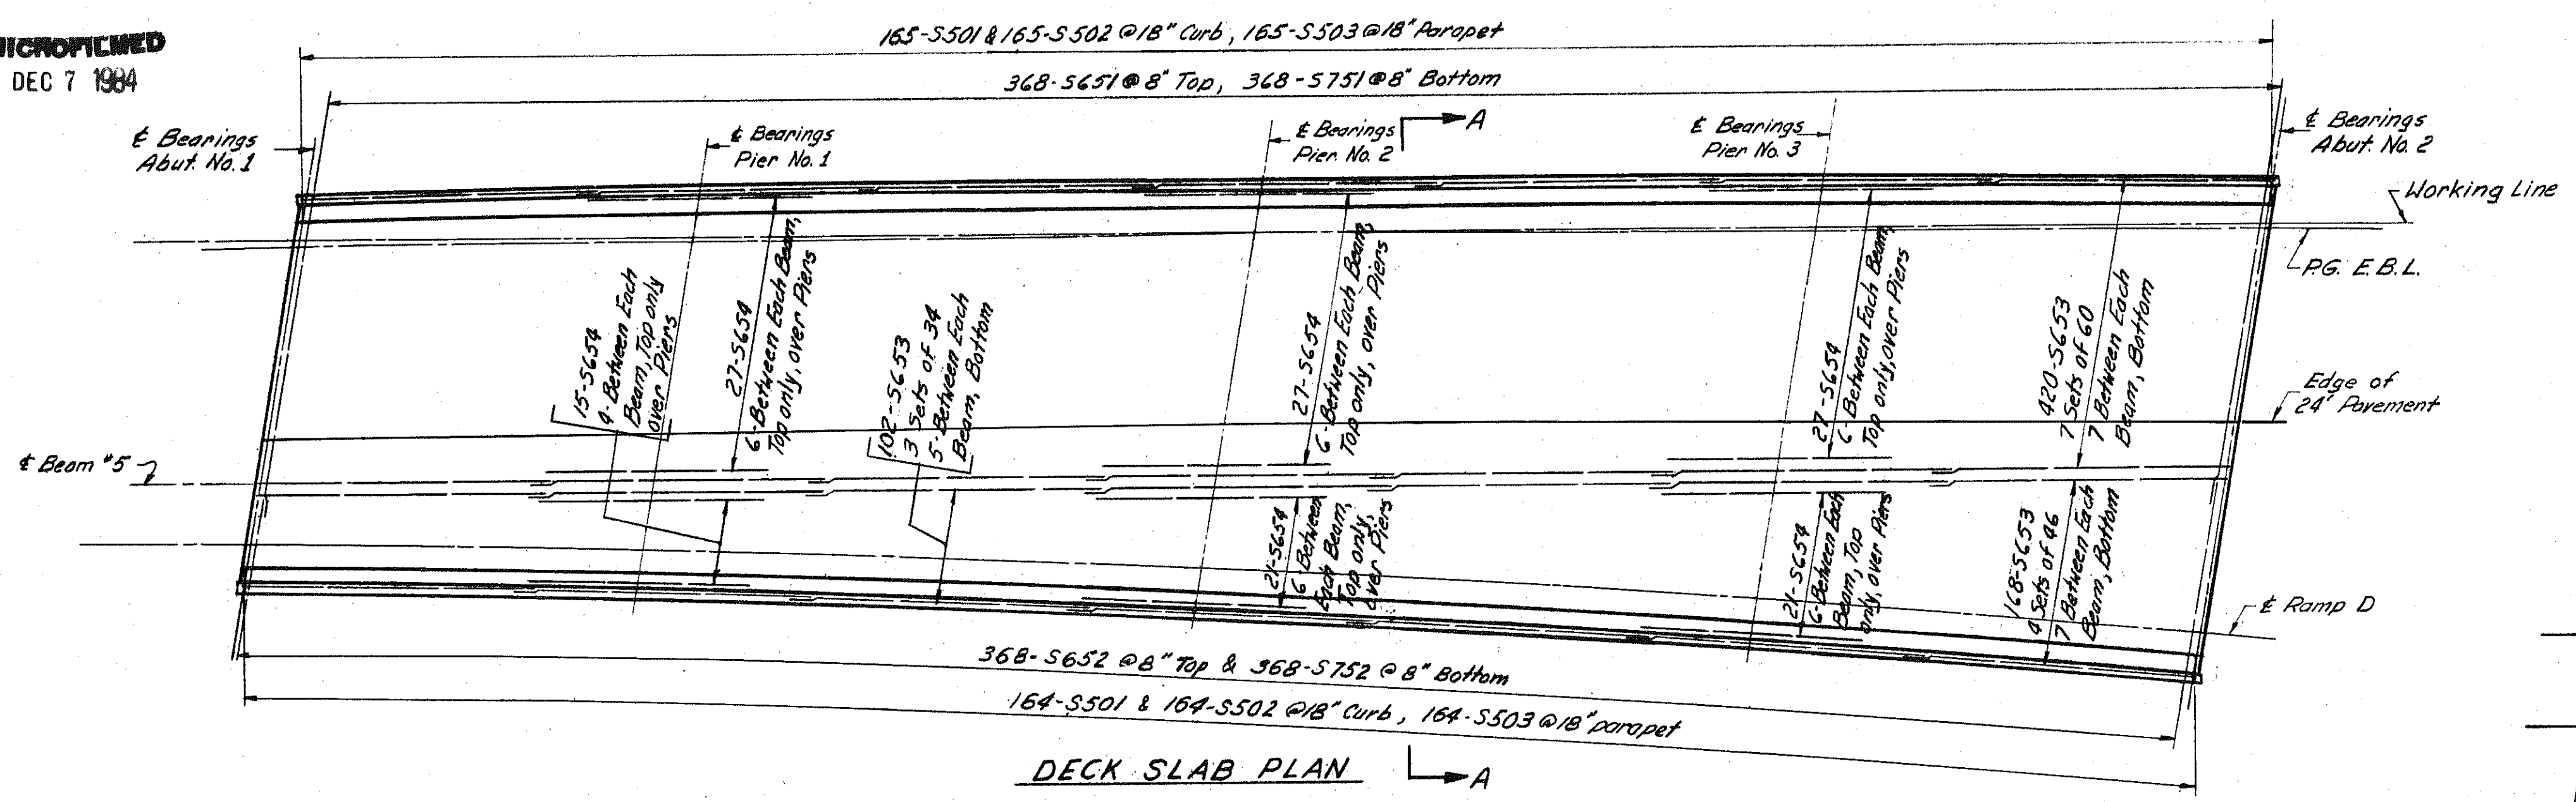 MICROFILMED
DEC 7 1984
165-S501 & 165-S502 @ 18" Curb, 165-S503 @ 18" Parapet
368-S651 @ 8" Top, 368-S751 @ 8" Bottom
℄ Bearings
Abut. No. 1
℄ Bearings
Pier No. 1
℄ Bearings
Pier No. 2
A
℄ Bearings
Pier No. 3
℄ Bearings
Abut. No. 2
Working Line
P.G. E.B.L.
15-S654
4-Between Each
Beam, Top only
over Piers
27-S654
6-Between Each Beam,
Top only, over Piers
102-S653
3 Sets of 34
5-Between Each
Beam, Bottom
27-S654
6-Between Each Beam,
Top only, over Piers
27-S654
6-Between Each Beam,
Top only, over Piers
420-S653
7 Sets of 60
7 Between Each
Beam, Bottom
Edge of
24' Pavement
℄ Beam #5
21-S654
6-Between
Each Beam,
Top only,
over Piers
21-S654
6-Between Each
Beam, Top
only, over Piers
168-S653
4 Sets of 46
7 Between Each
Beam, Bottom
℄ Ramp D
368-S652 @ 8" Top & 368-S752 @ 8" Bottom
164-S501 & 164-S502 @ 18" Curb, 164-S503 @ 18" parapet
DECK SLAB PLAN
A